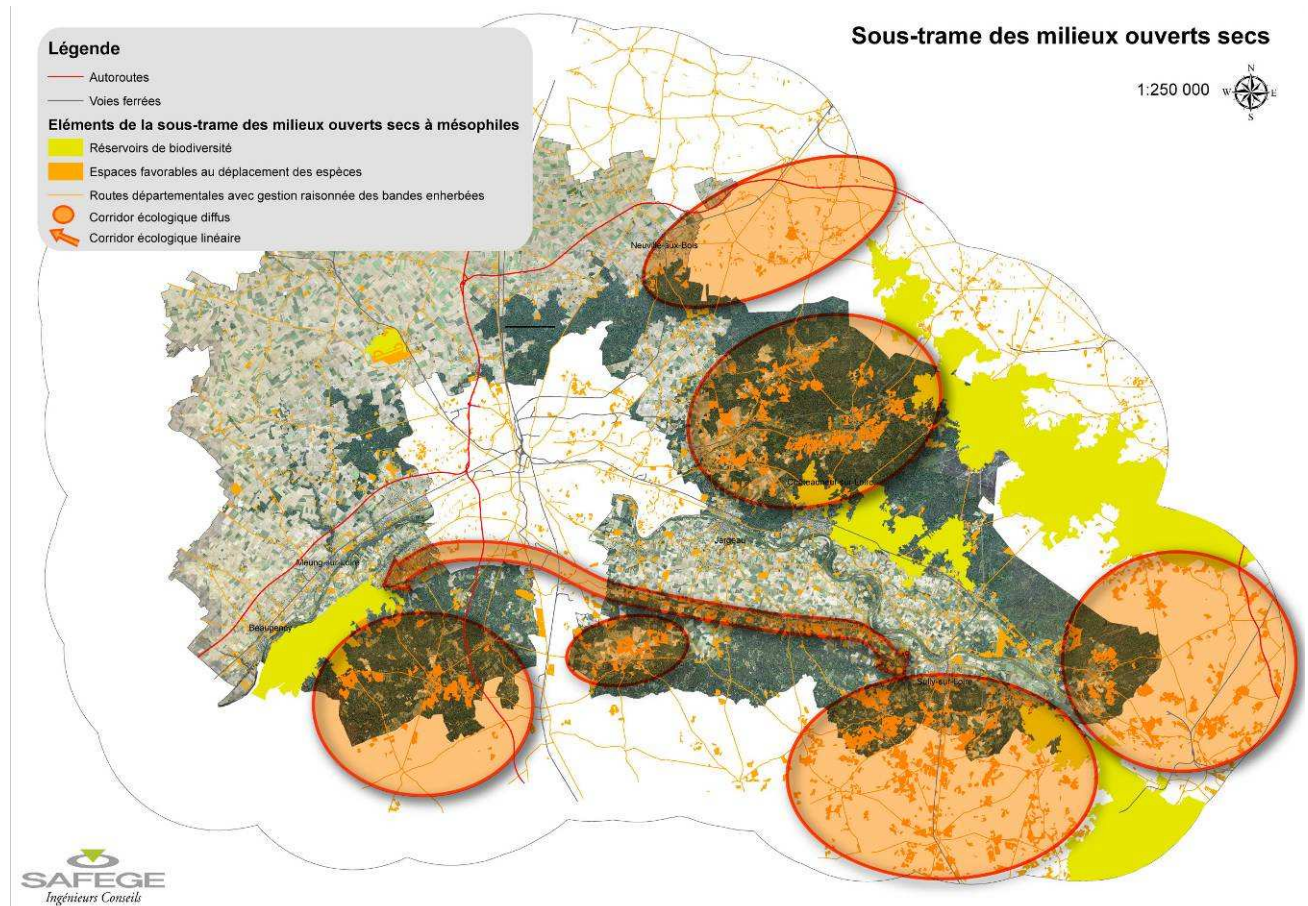 Sous-trame des milieux ouverts secs
1:250 000
N
W
E
S
Légende
Autoroutes
Voies ferrées
Eléments de la sous-trame des milieux ouverts secs à mésophiles
Réservoirs de biodiversité
Espaces favorables au déplacement des espèces
Routes départementales avec gestion raisonnée des bandes enherbées
Corridor écologique diffus
Corridor écologique linéaire
Neuville-aux-Bois
Châteauneuf-sur-Loire
Jargeau
Meung-sur-Loire
Beaugency
Sully-sur-Loire
SAFEGE
Ingénieurs Conseils